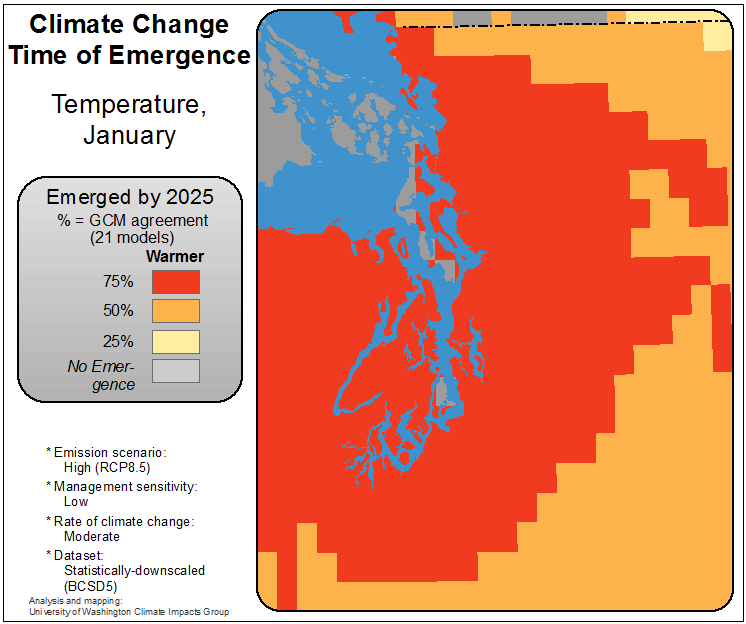 Climate Change
Time of Emergence
Temperature,
January
Emerged by 2025
% = GCM agreement
(21 models)
Warmer
75%
50%
25%
No Emer-
gence
* Emission scenario:
High (RCP8.5)
* Management sensitivity:
Low
* Rate of climate change:
Moderate
* Dataset:
Statistically-downscaled
(BCSD5)
Analysis and mapping:
University of Washington Climate Impacts Group